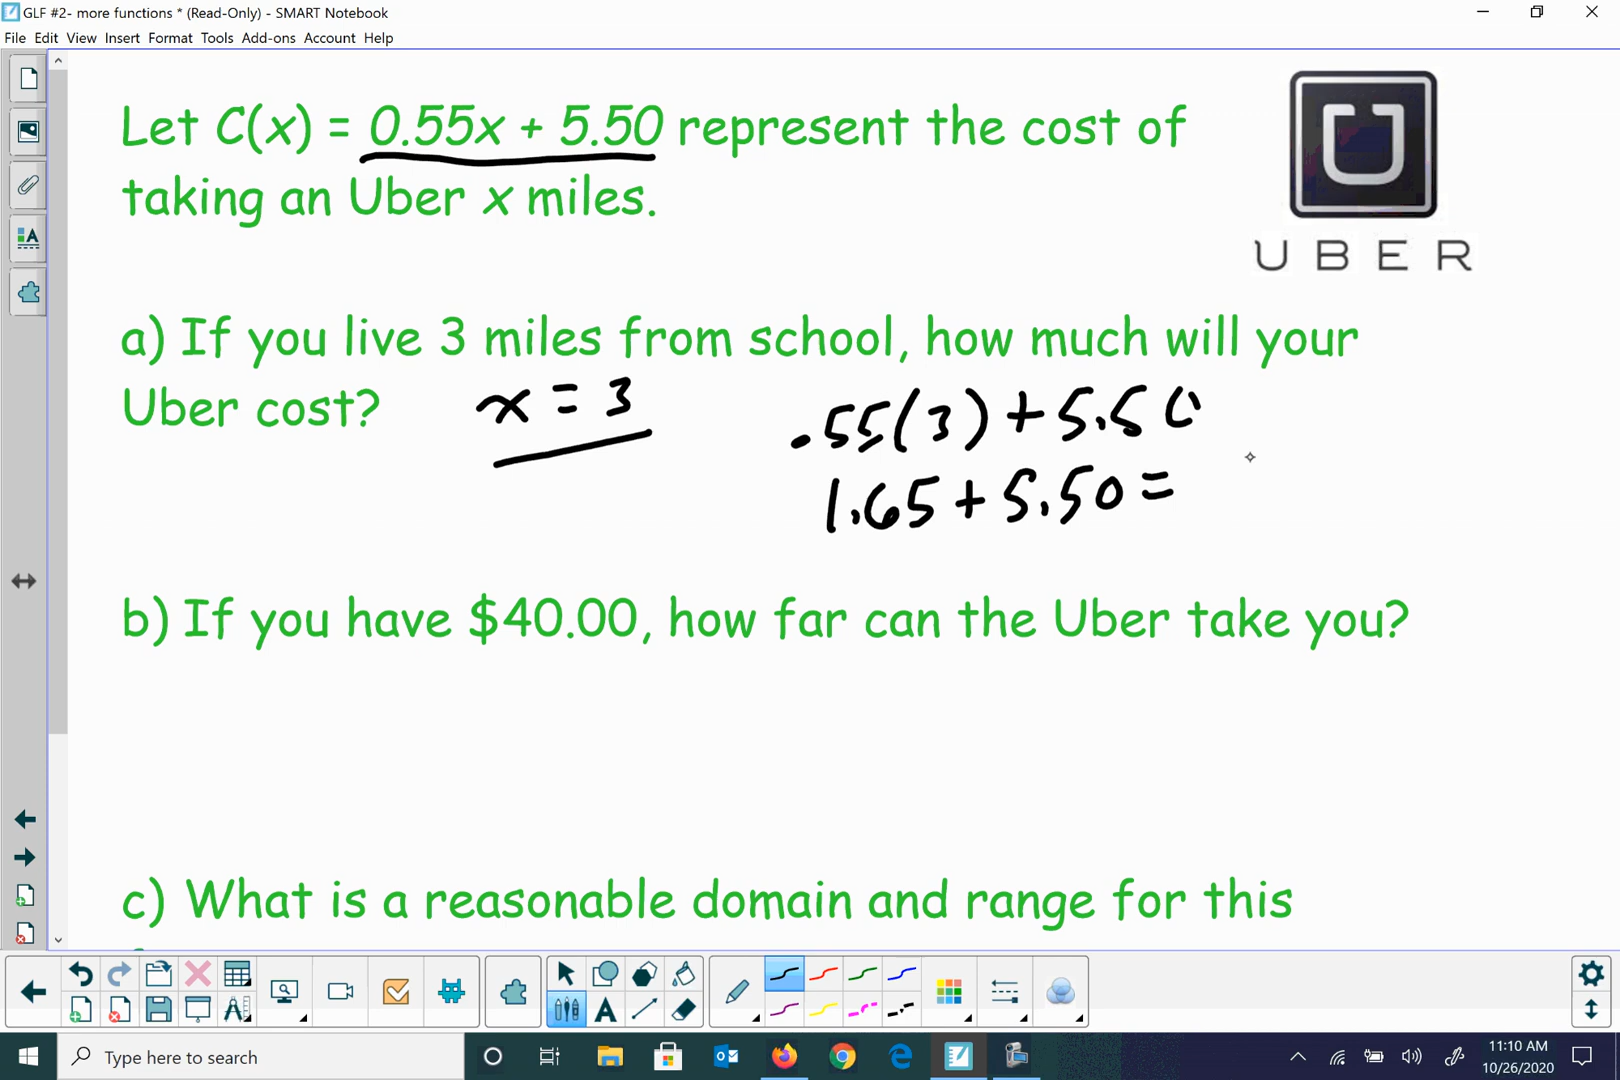 GLF #2- more functions * (Read-Only) - SMART Notebook
File Edit View Insert Format Tools Add-ons Account Help
Let C(x) = 0.55x + 5.50 represent the cost of
taking an Uber x miles.
UBER
a) If you live 3 miles from school, how much will your
Uber cost?
x = 3
.55(3) + 5.50
1.65 + 5.50 =
b) If you have $40.00, how far can the Uber take you?
c) What is a reasonable domain and range for this
Type here to search
11:10 AM
10/26/2020